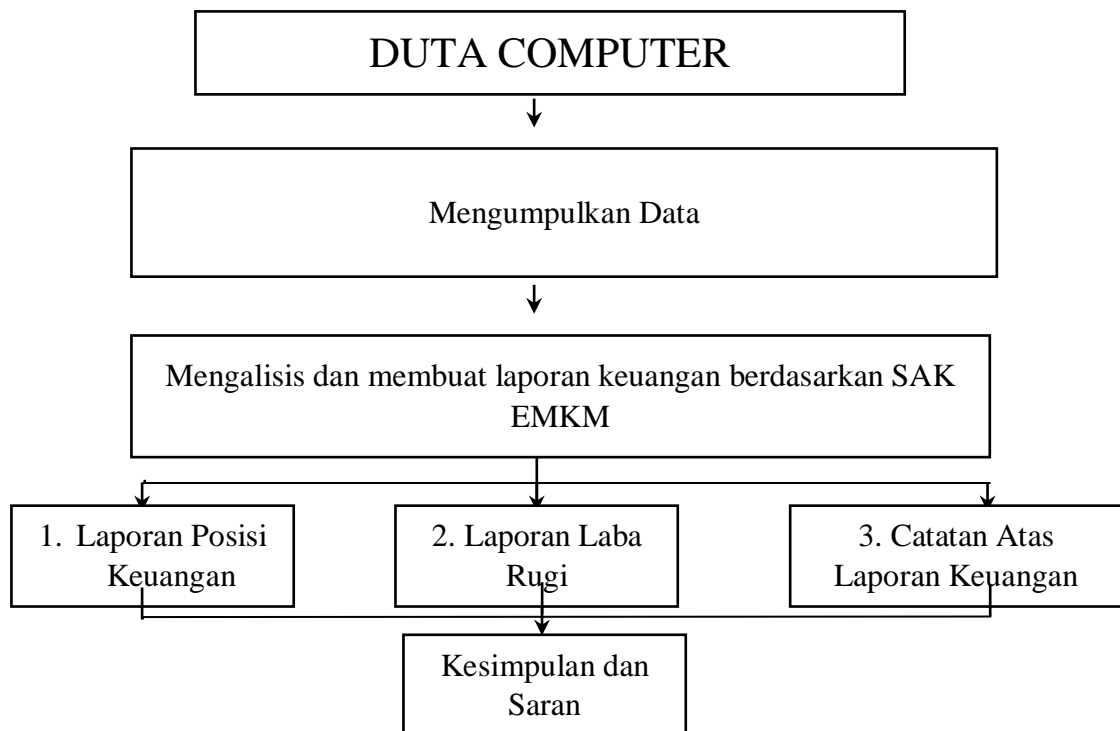 DUTA COMPUTER
Mengumpulkan Data
Mengalisis dan membuat laporan keuangan berdasarkan SAK
EMKM
1. Laporan Posisi
Keuangan
2. Laporan Laba
Rugi
3. Catatan Atas
Laporan Keuangan
Kesimpulan dan
Saran